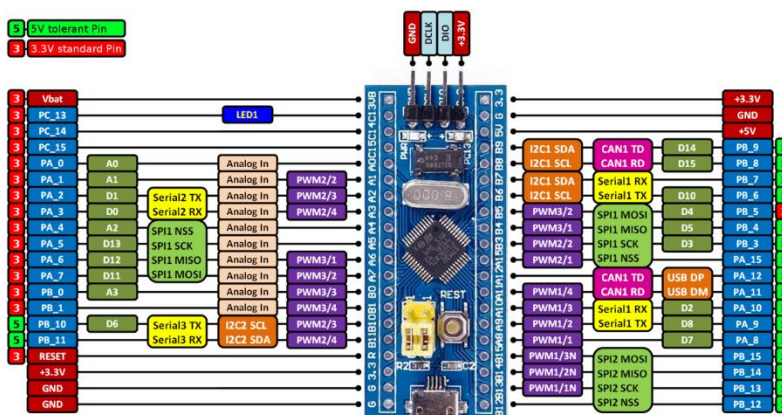 5 5V tolerant Pin
3 3.3V standard Pin
GND DCLK DIO +3.3V
3 Vbat
3 PC_13 LED1
3 PC_14
3 PC_15
3 PA_0 A0 Analog In
3 PA_1 A1 Analog In PWM2/2
3 PA_2 D1 Serial2 TX Analog In PWM2/3
3 PA_3 D0 Serial2 RX Analog In PWM2/4
3 PA_4 A2 SPI1 NSS Analog In
3 PA_5 D13 SPI1 SCK Analog In
3 PA_6 D12 SPI1 MISO Analog In PWM3/1
3 PA_7 D11 SPI1 MOSI Analog In PWM3/2
3 PB_0 A3 Analog In PWM3/3
3 PB_1 Analog In PWM3/4
5 PB_10 D6 Serial3 TX I2C2 SCL PWM2/3
5 PB_11 Serial3 RX I2C2 SDA PWM2/4
3 RESET
+3.3V
GND
GND
PWR PC13
8.000
REST
R2 C2
+3.3V
GND
+5V
I2C1 SDA CAN1 TD D14 PB_9
I2C1 SCL CAN1 RD D15 PB_8
I2C1 SDA Serial1 RX PB_7
I2C1 SCL Serial1 TX D10 PB_6
PWM3/2 SPI1 MOSI D4 PB_5
PWM3/1 SPI1 MISO D5 PB_4
PWM2/2 SPI1 SCK D3 PB_3
PWM2/1 SPI1 NSS PA_15
CAN1 TD USB DP PA_12
PWM1/4 CAN1 RD USB DM PA_11
PWM1/3 Serial1 RX D2 PA_10
PWM1/2 Serial1 TX D8 PA_9
PWM1/1 D7 PA_8
PWM1/3N SPI2 MOSI PB_15
PWM1/2N SPI2 MISO PB_14
PWM1/1N SPI2 SCK PB_13
SPI2 NSS PB_12